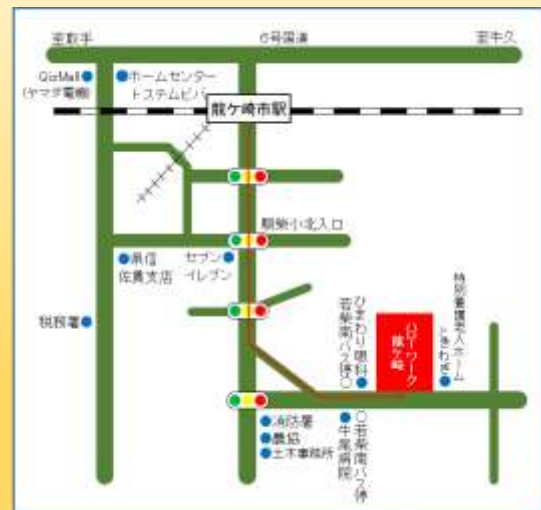 至取手
6号国道
至牛久
QizMall
(ヤマダ電機)
ホームセンター
トステムビバ
龍ケ崎市駅
馴柴小北入口
県信
佐貫支店
セブン
イレブン
税務署
特別養護老人ホーム
ときわぎ
ハローワーク
龍ケ崎
ひまわり眼科
若柴南バス停
消防署
農協
土木事務所
若柴南バス停
牛尾病院